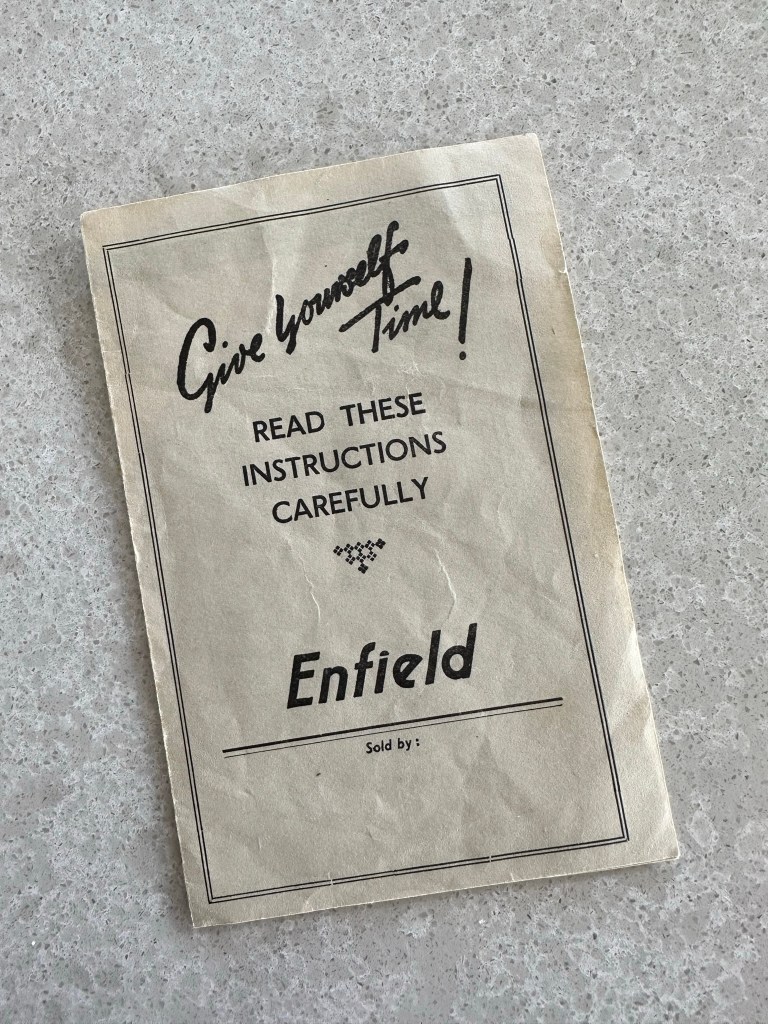 Give Yourself
Time!
READ THESE
INSTRUCTIONS
CAREFULLY
Enfield
Sold by :